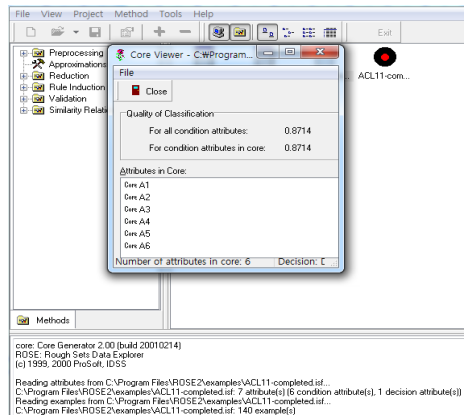 File View Project Method Tools Help
Exit
Preprocessing
Approximations
Reduction
Rule Induction
Validation
Similarity Relati
ACL11-com...
Core Viewer - C:₩Program...
File
Close
Quality of Classification
For all condition attributes: 0.8714
For condition attributes in core: 0.8714
Attributes in Core:
Core A1
Core A2
Core A3
Core A4
Core A5
Core A6
Number of attributes in core: 6 Decision: D
Methods
core: Core Generator 2.00 (build 20010214)
ROSE: Rough Sets Data Explorer
(c) 1999, 2000 ProSoft, IDSS
Reading attributes from C:\Program Files\ROSE2\examples\ACL11-completed.isf...
C:\Program Files\ROSE2\examples\ACL11-completed.isf: 7 attribute(s) (6 condition attribute(s), 1 decision attribute(s))
Reading examples from C:\Program Files\ROSE2\examples\ACL11-completed.isf...
C:\Program Files\ROSE2\examples\ACL11-completed.isf: 140 example(s)